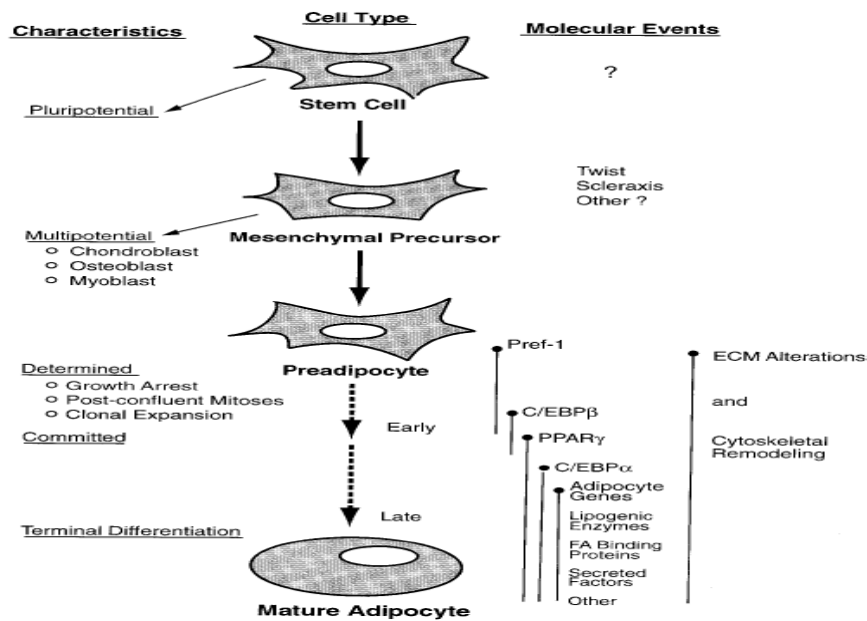 Characteristics
Cell Type
Molecular Events
?
Pluripotential
Stem Cell
Twist
Scleraxis
Other ?
Multipotential
Chondroblast
Osteoblast
Myoblast
Mesenchymal Precursor
Pref-1
ECM Alterations
and
Cytoskeletal
Remodeling
Determined
Growth Arrest
Post-confluent Mitoses
Clonal Expansion
Committed
Preadipocyte
Early
C/EBPβ
PPARγ
C/EBPα
Adipocyte
Genes
Lipogenic
Enzymes
FA Binding
Proteins
Secreted
Factors
Other
Late
Terminal Differentiation
Mature Adipocyte